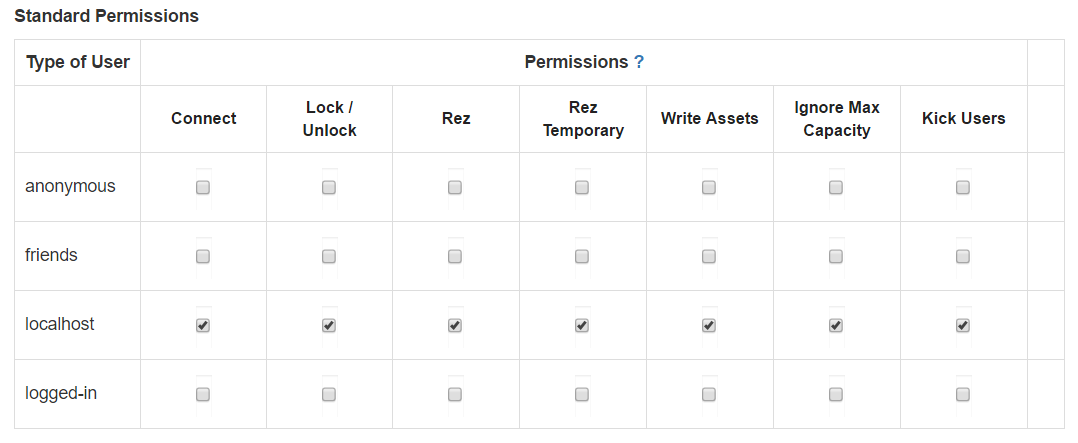 Standard Permissions
Type of User Permissions ?
Connect Lock / Unlock Rez Rez Temporary Write Assets Ignore Max Capacity Kick Users
anonymous
friends
localhost
logged-in